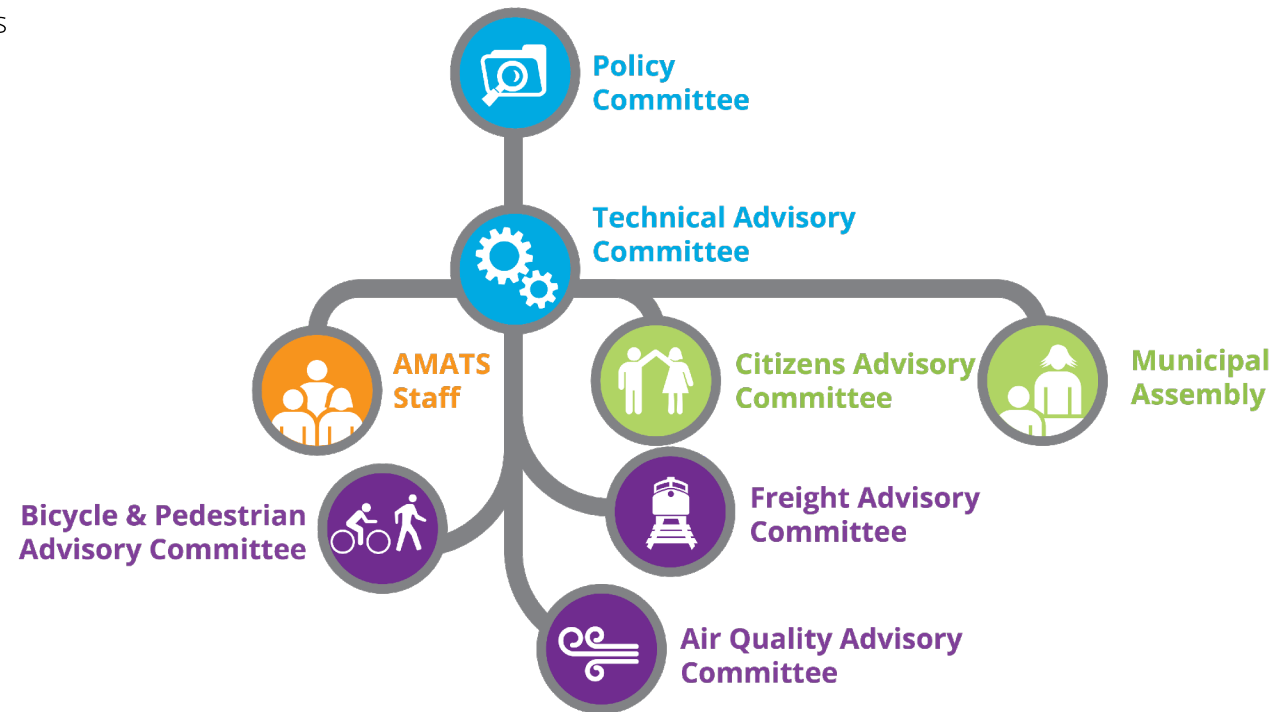 s
Policy
Committee
Technical Advisory
Committee
AMATS
Staff
Citizens Advisory
Committee
Municipal
Assembly
Bicycle & Pedestrian
Advisory Committee
Freight Advisory
Committee
Air Quality Advisory
Committee